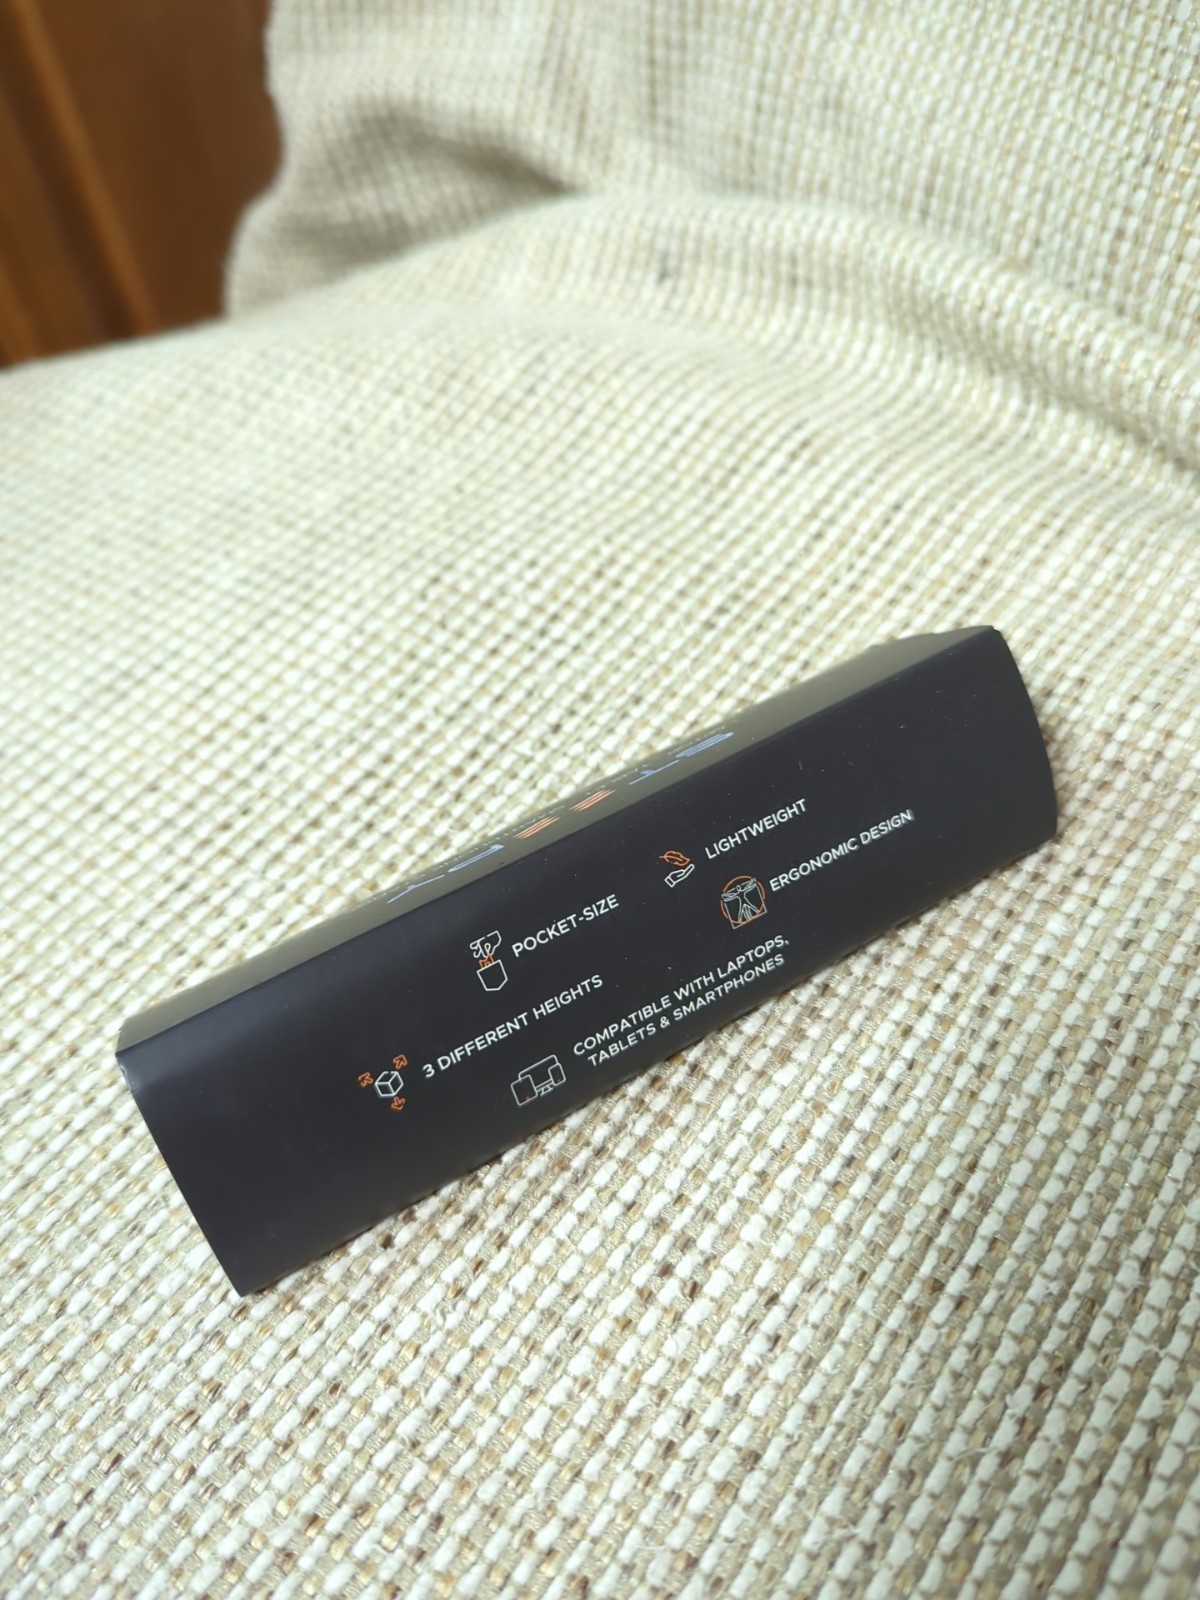 POCKET-SIZE
LIGHTWEIGHT
3 DIFFERENT HEIGHTS
ERGONOMIC DESIGN
COMPATIBLE WITH LAPTOPS,
TABLETS & SMARTPHONES